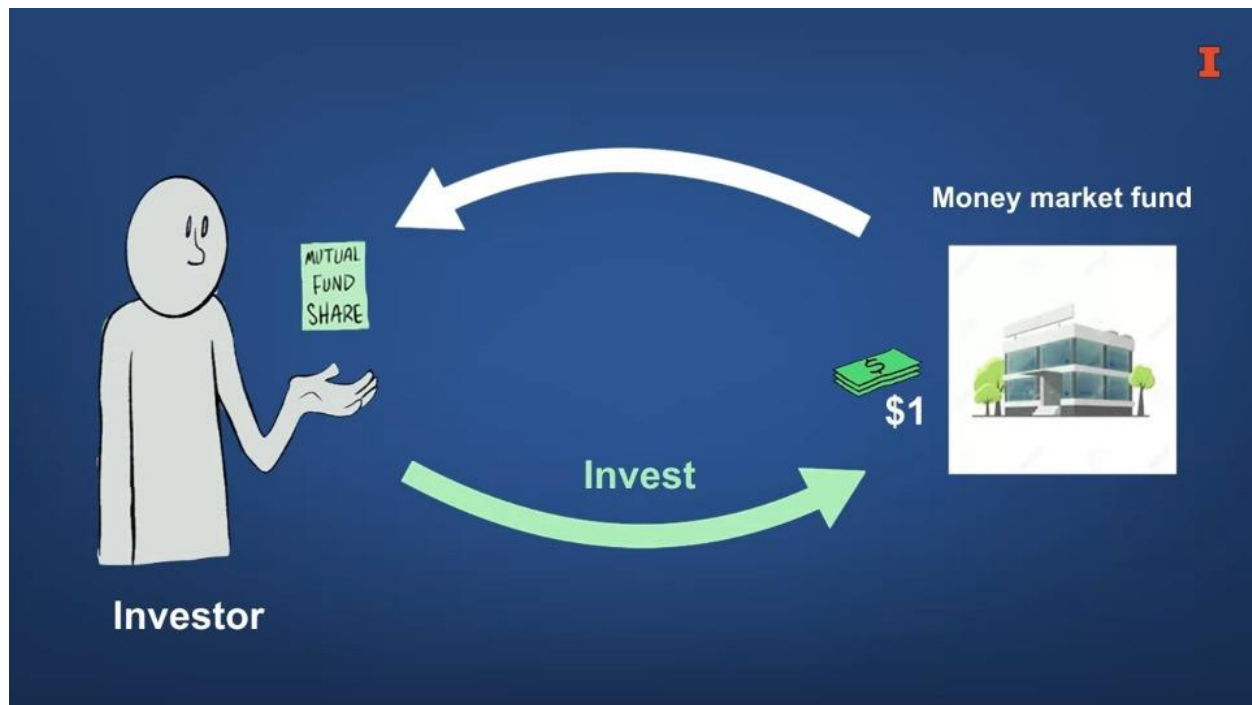 I
Money market fund
MUTUAL
FUND
SHARE
$
$1
Invest
Investor